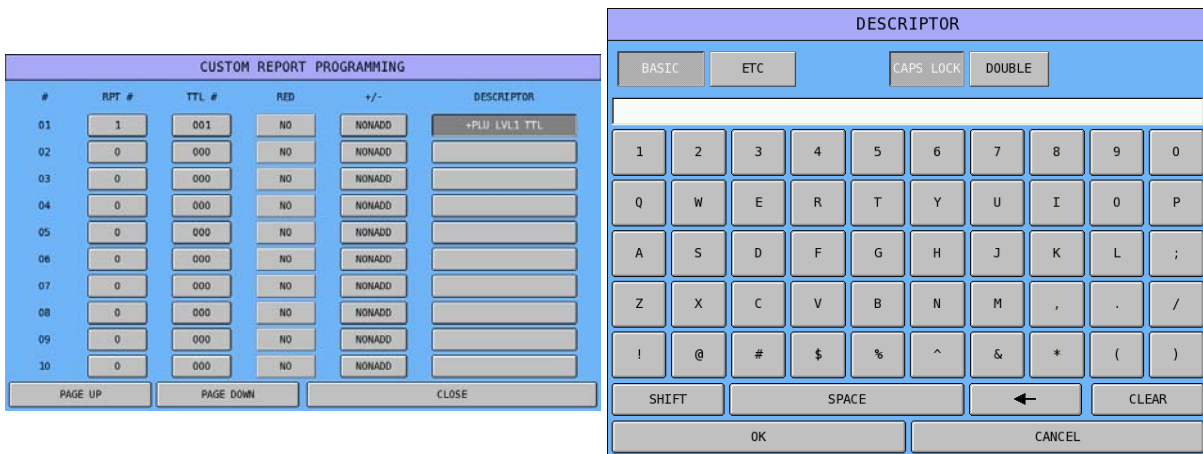 CUSTOM REPORT PROGRAMMING
# RPT # TTL # RED +/- DESCRIPTOR
01 1 001 NO NONADD +PLU LVL1 TTL
02 0 000 NO NONADD
03 0 000 NO NONADD
04 0 000 NO NONADD
05 0 000 NO NONADD
06 0 000 NO NONADD
07 0 000 NO NONADD
08 0 000 NO NONADD
09 0 000 NO NONADD
10 0 000 NO NONADD
PAGE UP PAGE DOWN CLOSE
DESCRIPTOR
BASIC ETC CAPS LOCK DOUBLE
1 2 3 4 5 6 7 8 9 0
Q W E R T Y U I O P
A S D F G H J K L ;
Z X C V B N M , . /
! @ # $ % ^ & * ( )
SHIFT SPACE ← CLEAR
OK CANCEL